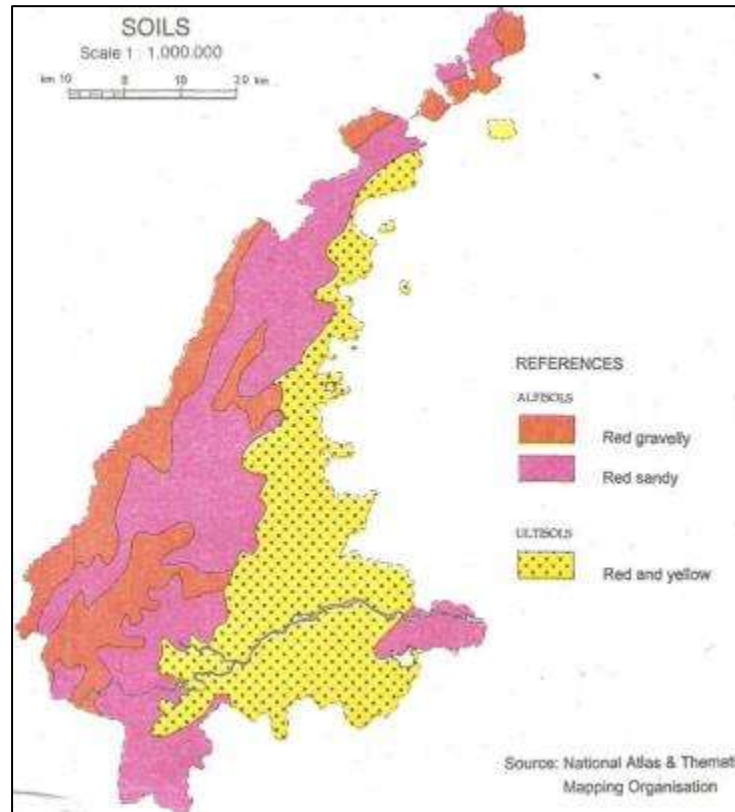 SOILS
Scale 1 : 1,000,000
km 10 0 10 20 km
REFERENCES
ALFISOLS
Red gravelly
Red sandy
ULTISOLS
Red and yellow
Source: National Atlas & Themat
Mapping Organisation